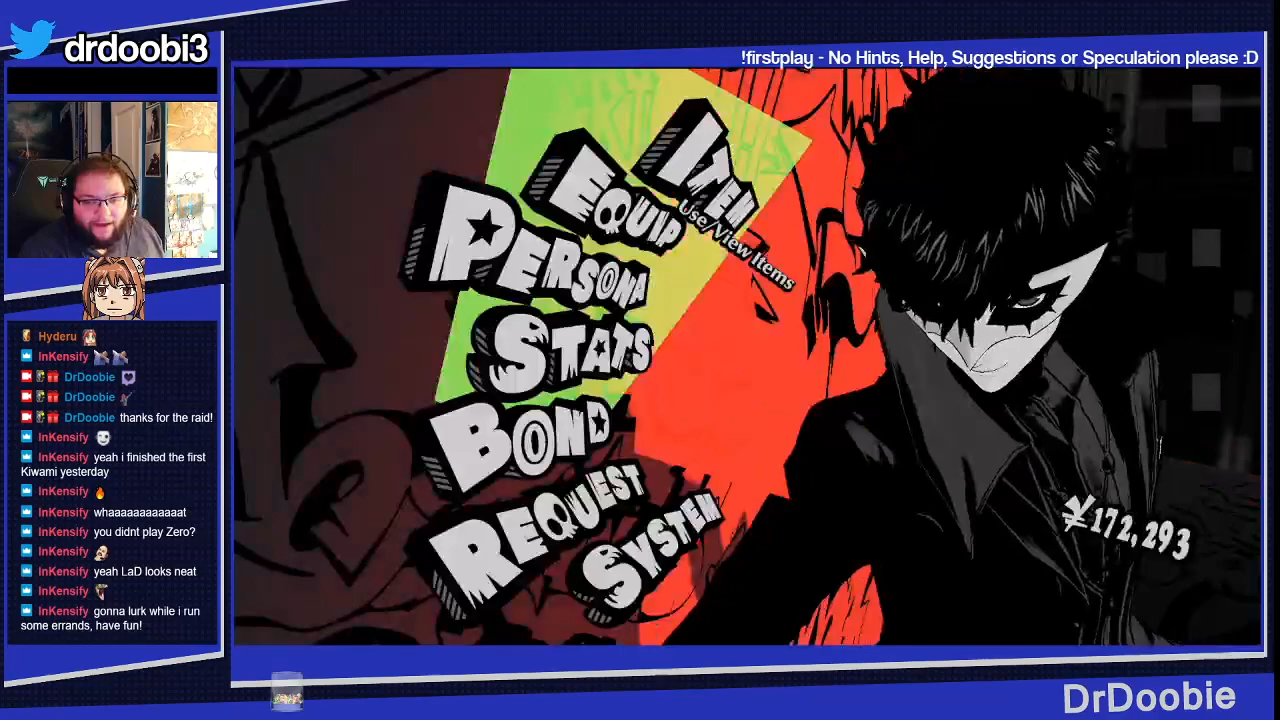 drdoobi3
!firstplay - No Hints, Help, Suggestions or Speculation please :D
ITEM
Use/View Items
EQUIP
PERSONA
STATS
BOND
REQUEST
SYSTEM
¥172,293
Hyderu
InKensify
DrDoobie
DrDoobie
DrDoobie thanks for the raid!
InKensify
InKensify yeah i finished the first
Kiwami yesterday
InKensify
InKensify whaaaaaaaaaaat
InKensify you didnt play Zero?
InKensify
InKensify yeah LaD looks neat
InKensify
InKensify gonna lurk while i run
some errands, have fun!
DrDoobie